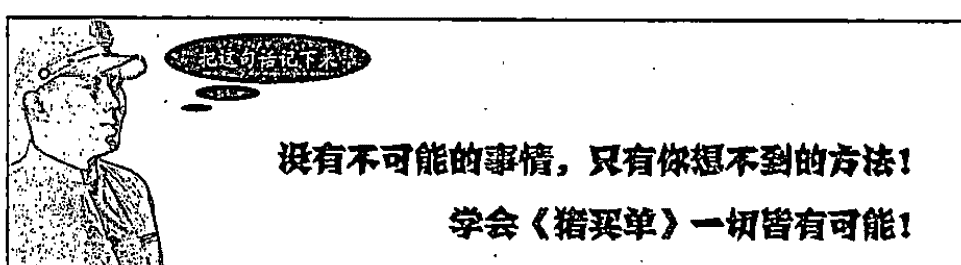 把这句话记下来
没有不可能的事情，只有你想不到的方法！
学会《猪买单》一切皆有可能！